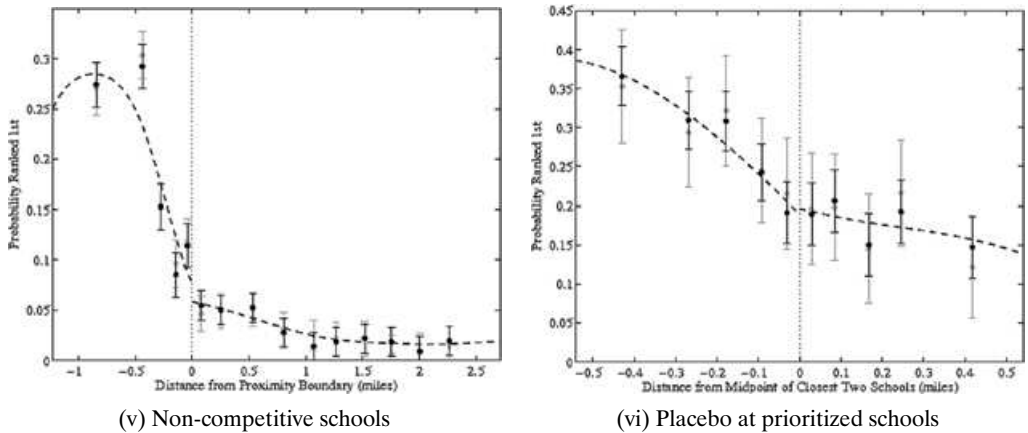 Probability Ranked 1st
0.3
0.25
0.2
0.15
0.1
0.05
0
−1 −0.5 0 0.5 1 1.5 2 2.5
Distance from Proximity Boundary (miles)
(v) Non-competitive schools
Probability Ranked 1st
0.45
0.4
0.35
0.3
0.25
0.2
0.15
0.1
0.05
0
−0.5 −0.4 −0.3 −0.2 −0.1 0 0.1 0.2 0.3 0.4 0.5
Distance from Midpoint of Closest Two Schools (miles)
(vi) Placebo at prioritized schools